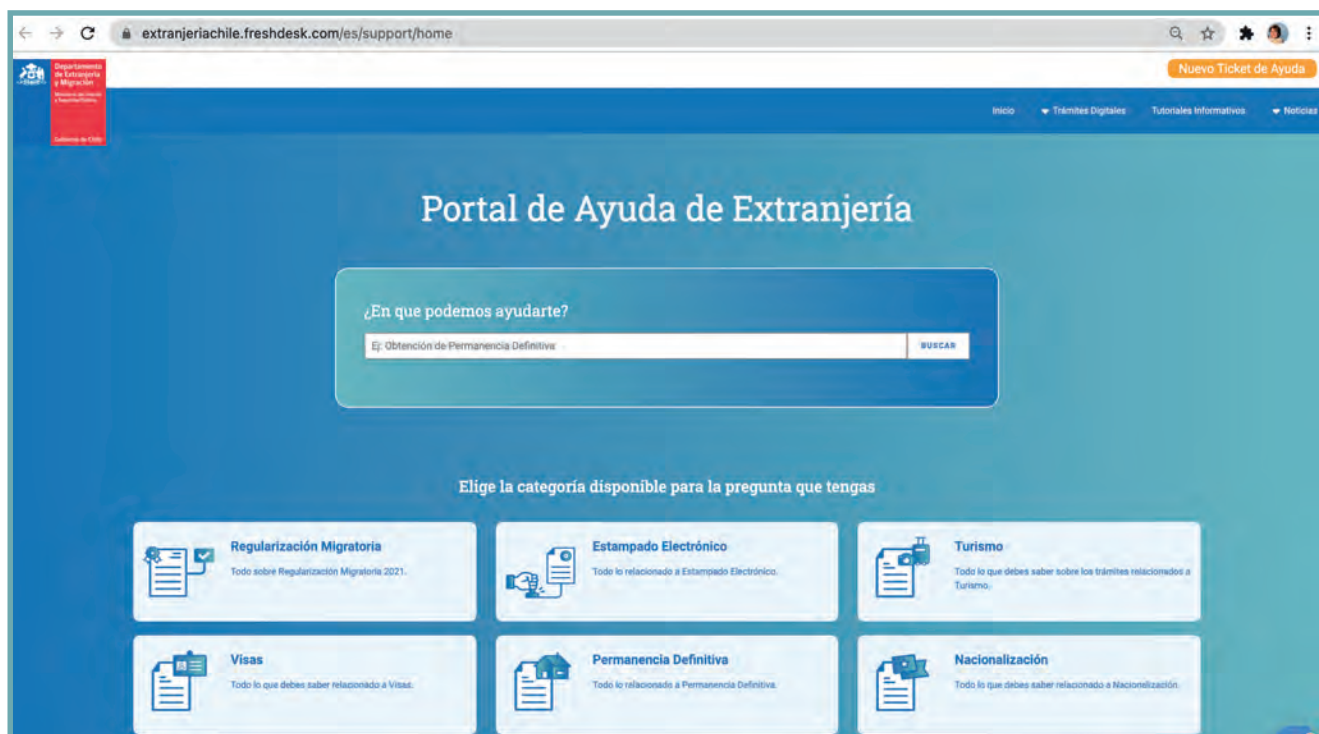 extranjeriachile.freshdesk.com/es/support/home
Departamento
de Extranjería
y Migración
Gobierno de Chile
Nuevo Ticket de Ayuda
Inicio
Trámites Digitales
Tutoriales Informativos
Noticias
Portal de Ayuda de Extranjería
¿En que podemos ayudarte?
Ej: Obtención de Permanencia Definitiva
BUSCAR
Elige la categoría disponible para la pregunta que tengas
Regularización Migratoria
Todo sobre Regularización Migratoria 2021.
Estampado Electrónico
Todo lo relacionado a Estampado Electrónico.
Turismo
Todo lo que debes saber sobre los trámites relacionados a
Turismo.
Visas
Todo lo que debes saber relacionado a Visas.
Permanencia Definitiva
Todo lo relacionado a Permanencia Definitiva.
Nacionalización
Todo lo que debes saber relacionado a Nacionalización.